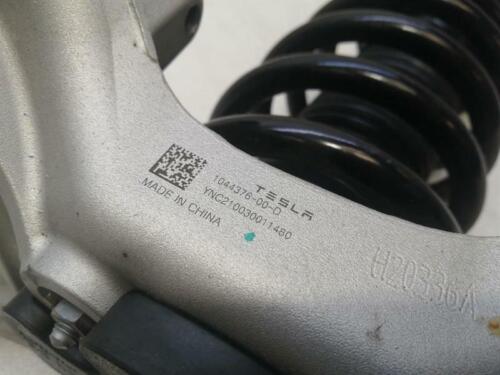 TESLA
1044376-00-D
YNC210030011480
MADE IN CHINA
H20336A